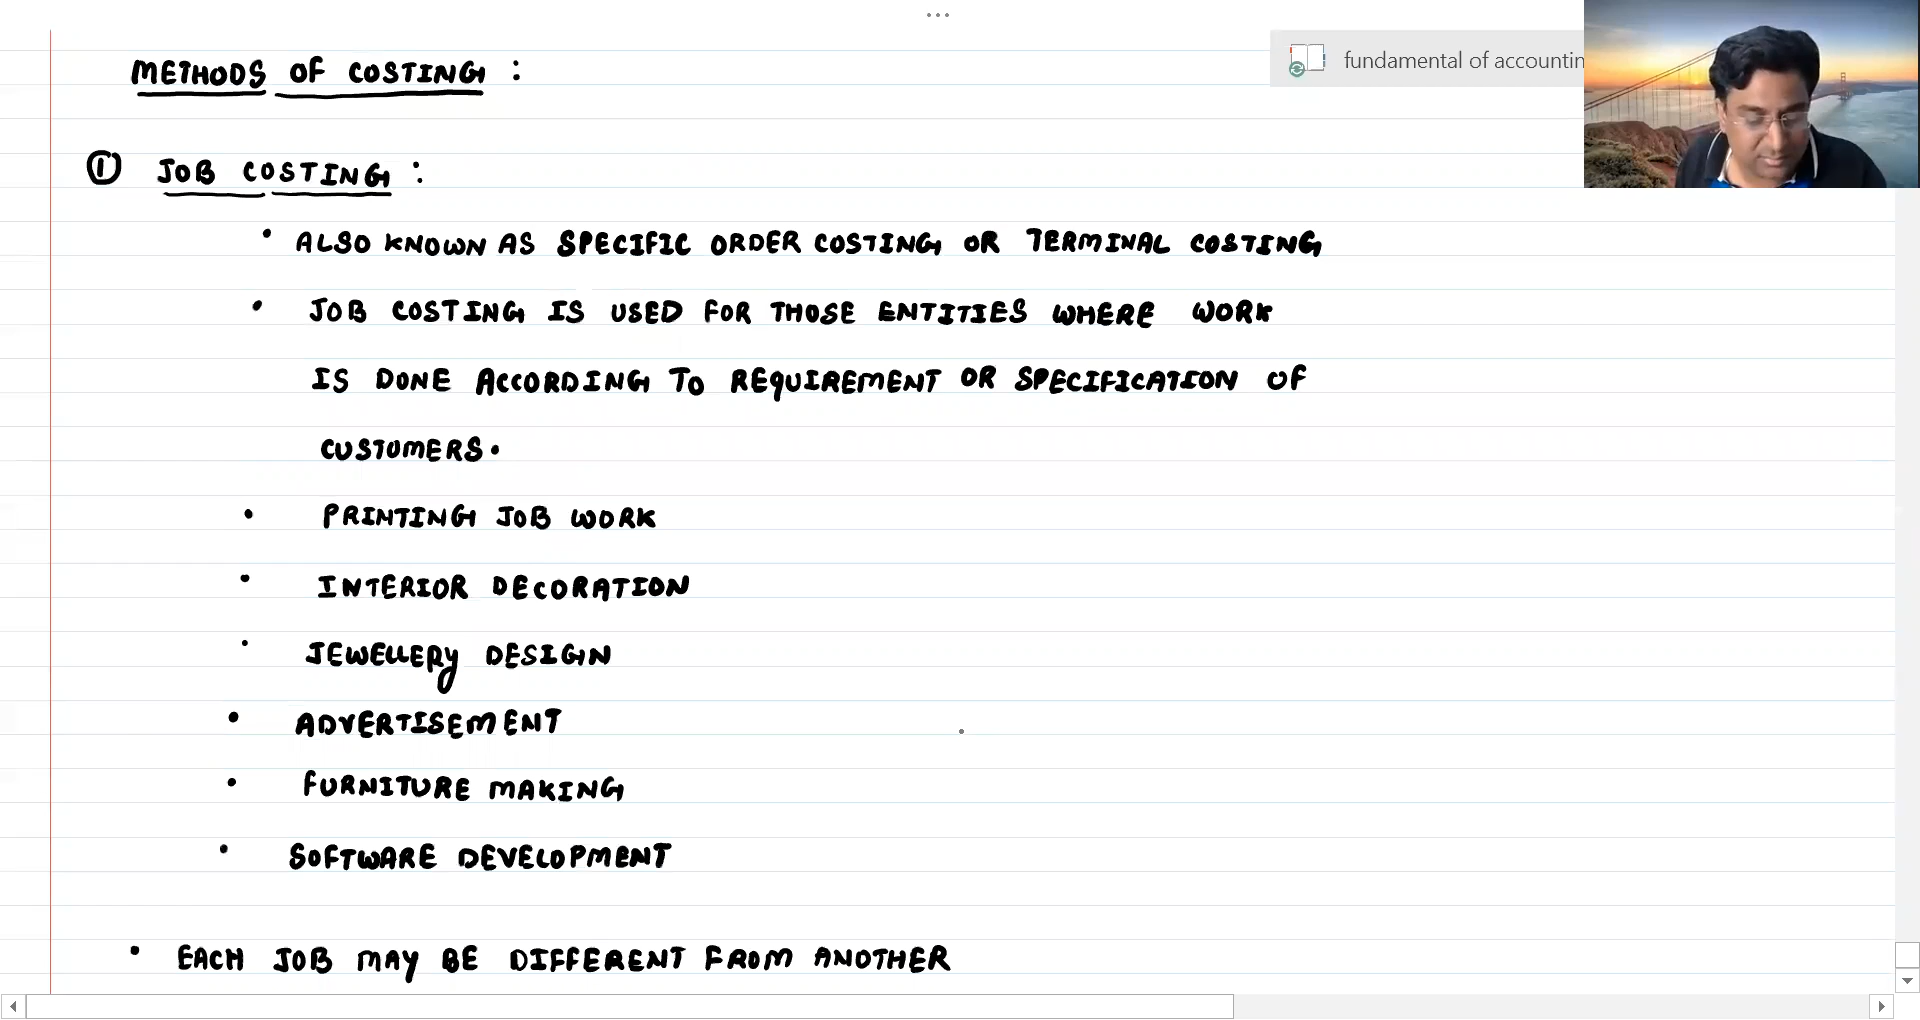 ...
fundamental of accountin
METHODS OF COSTING :
① JOB COSTING :
• ALSO KNOWN AS SPECIFIC ORDER COSTING OR TERMINAL COSTING
• JOB COSTING IS USED FOR THOSE ENTITIES WHERE WORK
IS DONE ACCORDING TO REQUIREMENT OR SPECIFICATION OF
CUSTOMERS.
• PRINTING JOB WORK
• INTERIOR DECORATION
• JEWELLERY DESIGN
• ADVERTISEMENT
• FURNITURE MAKING
• SOFTWARE DEVELOPMENT
• EACH JOB MAY BE DIFFERENT FROM ANOTHER